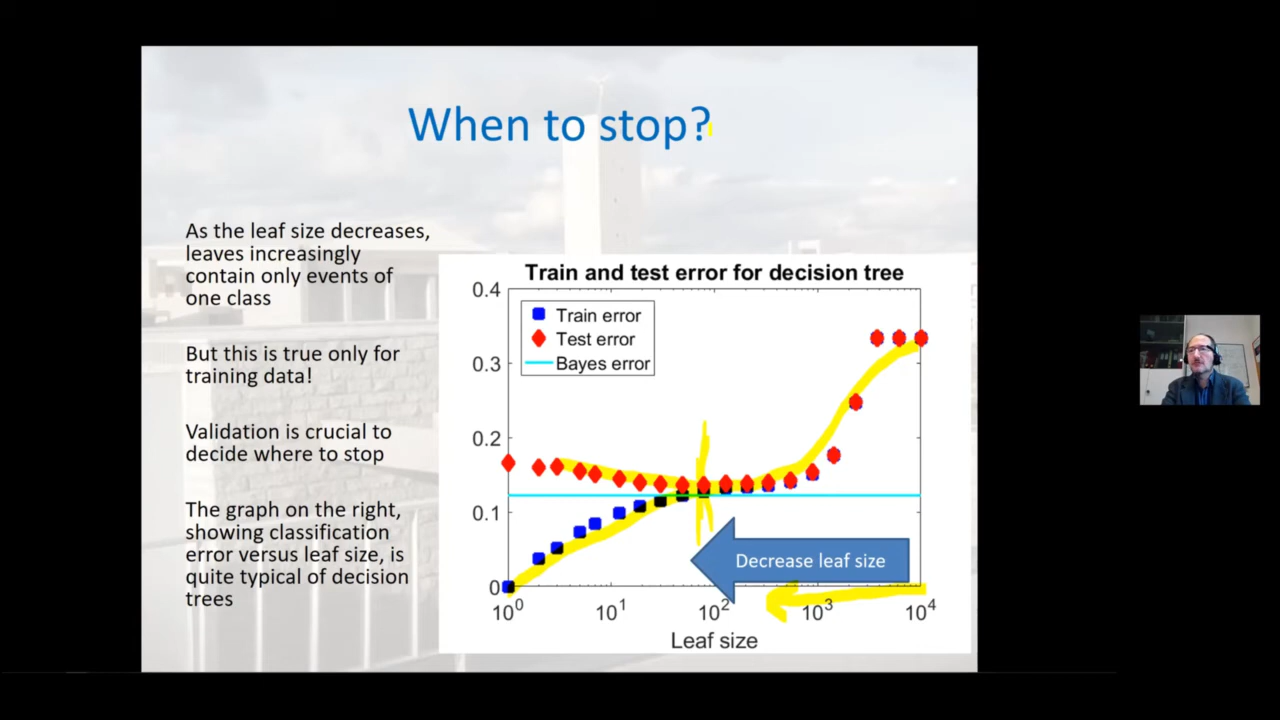 When to stop?
As the leaf size decreases,
leaves increasingly
contain only events of
one class
But this is true only for
training data!
Validation is crucial to
decide where to stop
The graph on the right,
showing classification
error versus leaf size, is
quite typical of decision
trees
Train and test error for decision tree
0.4
0.3
0.2
0.1
0
Train error
Test error
Bayes error
Decrease leaf size
10^0 10^1 10^2 10^3 10^4
Leaf size